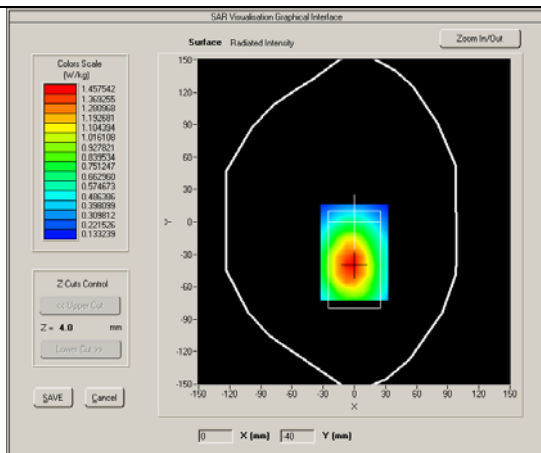 SAR Visualisation Graphical Interface
Surface Radiated Intensity
Zoom In/Out
Colors Scale
(W/kg)
1.457542
1.369255
1.280968
1.192681
1.104394
1.016108
0.927821
0.839534
0.751247
0.662960
0.574673
0.486386
0.398099
0.309812
0.221526
0.133239
Z-Cuts Control
<< Upper Cut
Z = 4.0 mm
Lower Cut >>
SAVE Cancel
150-
120-
90-
60-
30-
0-
-30-
-60-
-90-
-120-
-150-
Y
-150 -120 -90 -60 -30 0 30 60 90 120 150
X
0 X (mm) -40 Y (mm)